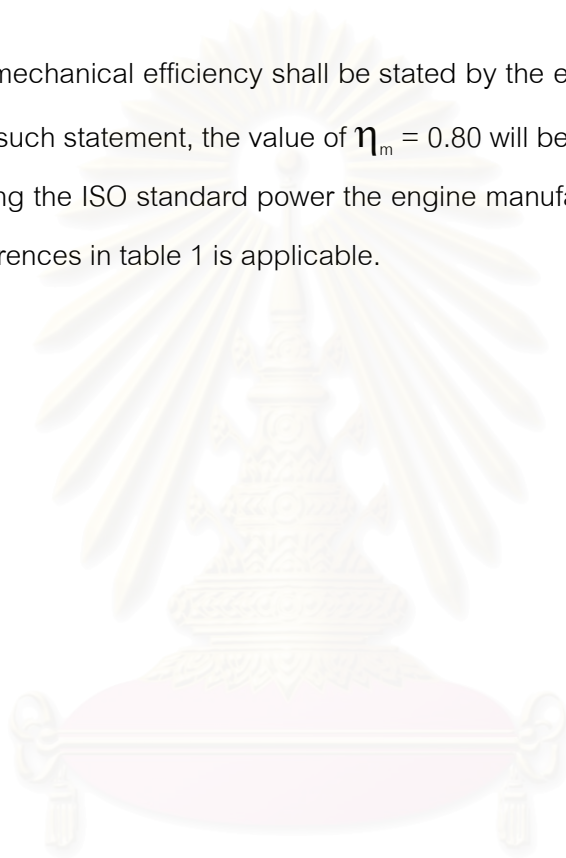 mechanical efficiency shall be stated by the e
such statement, the value of ηm = 0.80 will be
ng the ISO standard power the engine manufa
rences in table 1 is applicable.